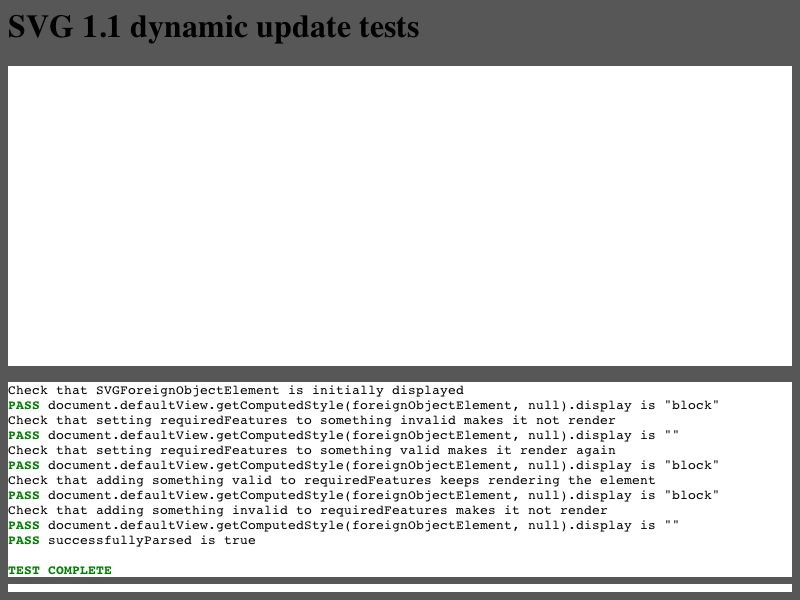 SVG 1.1 dynamic update tests
Check that SVGForeignObjectElement is initially displayed
PASS document.defaultView.getComputedStyle(foreignObjectElement, null).display is "block"
Check that setting requiredFeatures to something invalid makes it not render
PASS document.defaultView.getComputedStyle(foreignObjectElement, null).display is ""
Check that setting requiredFeatures to something valid makes it render again
PASS document.defaultView.getComputedStyle(foreignObjectElement, null).display is "block"
Check that adding something valid to requiredFeatures keeps rendering the element
PASS document.defaultView.getComputedStyle(foreignObjectElement, null).display is "block"
Check that adding something invalid to requiredFeatures makes it not render
PASS document.defaultView.getComputedStyle(foreignObjectElement, null).display is ""
PASS successfullyParsed is true
TEST COMPLETE